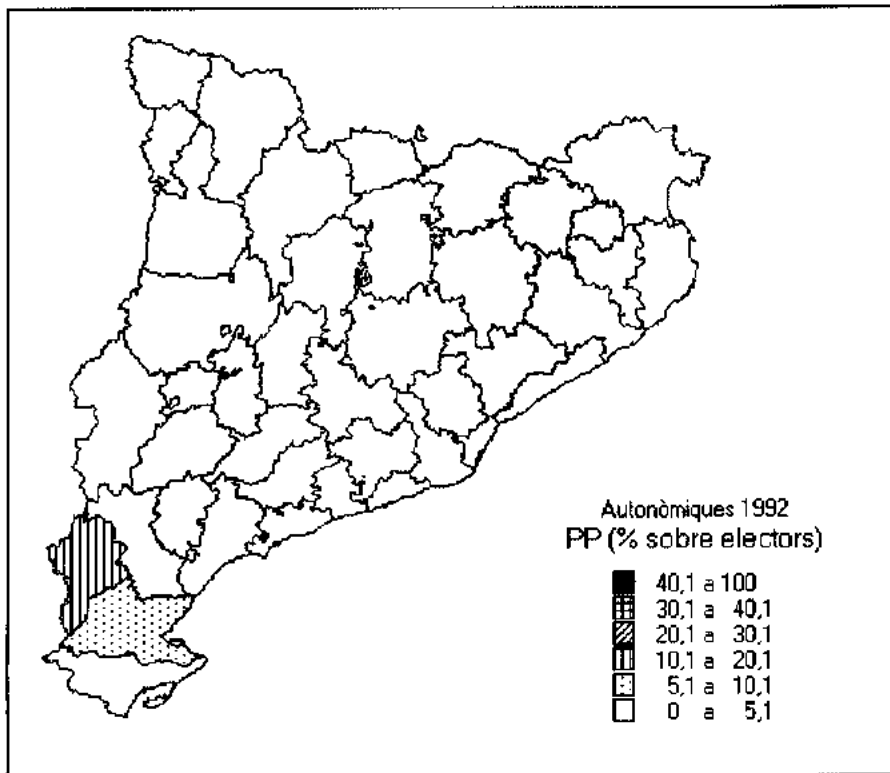 Autonòmiques 1992
PP (% sobre electors)
40,1 a 100
30,1 a 40,1
20,1 a 30,1
10,1 a 20,1
5,1 a 10,1
0 a 5,1